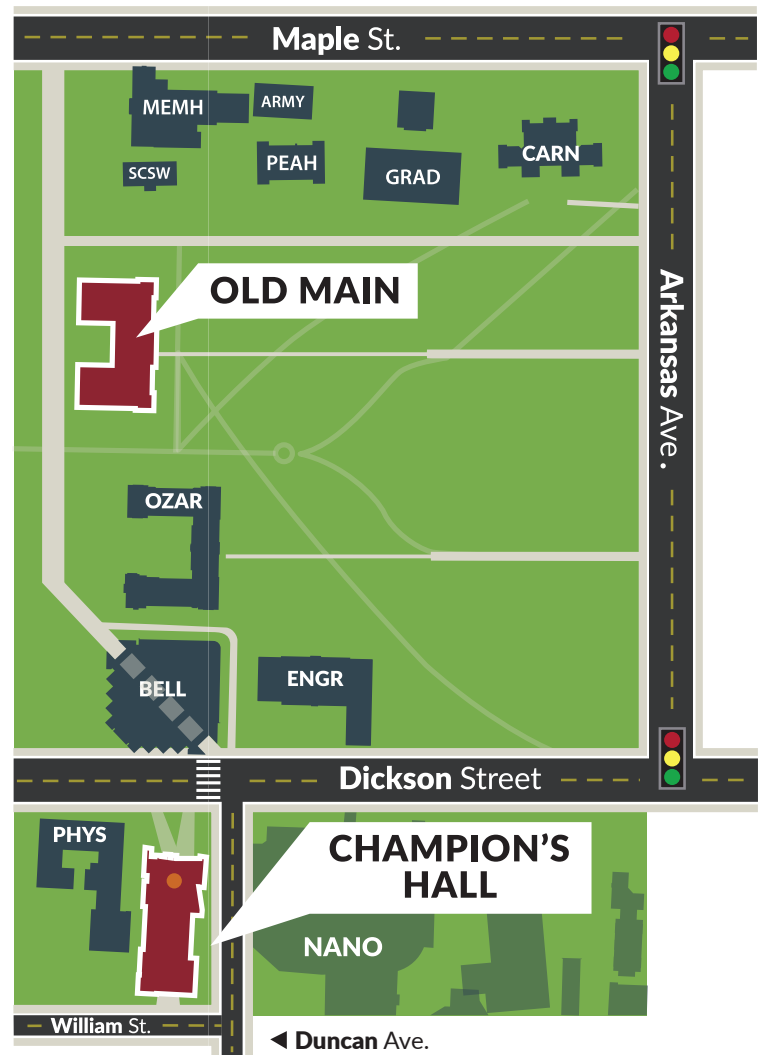 Maple St.
MEMH
ARMY
SCSW
PEAH
GRAD
CARN
OLD MAIN
Arkansas Ave.
OZAR
BELL
ENGR
Dickson Street
PHYS
CHAMPION'S
HALL
NANO
William St.
◀ Duncan Ave.